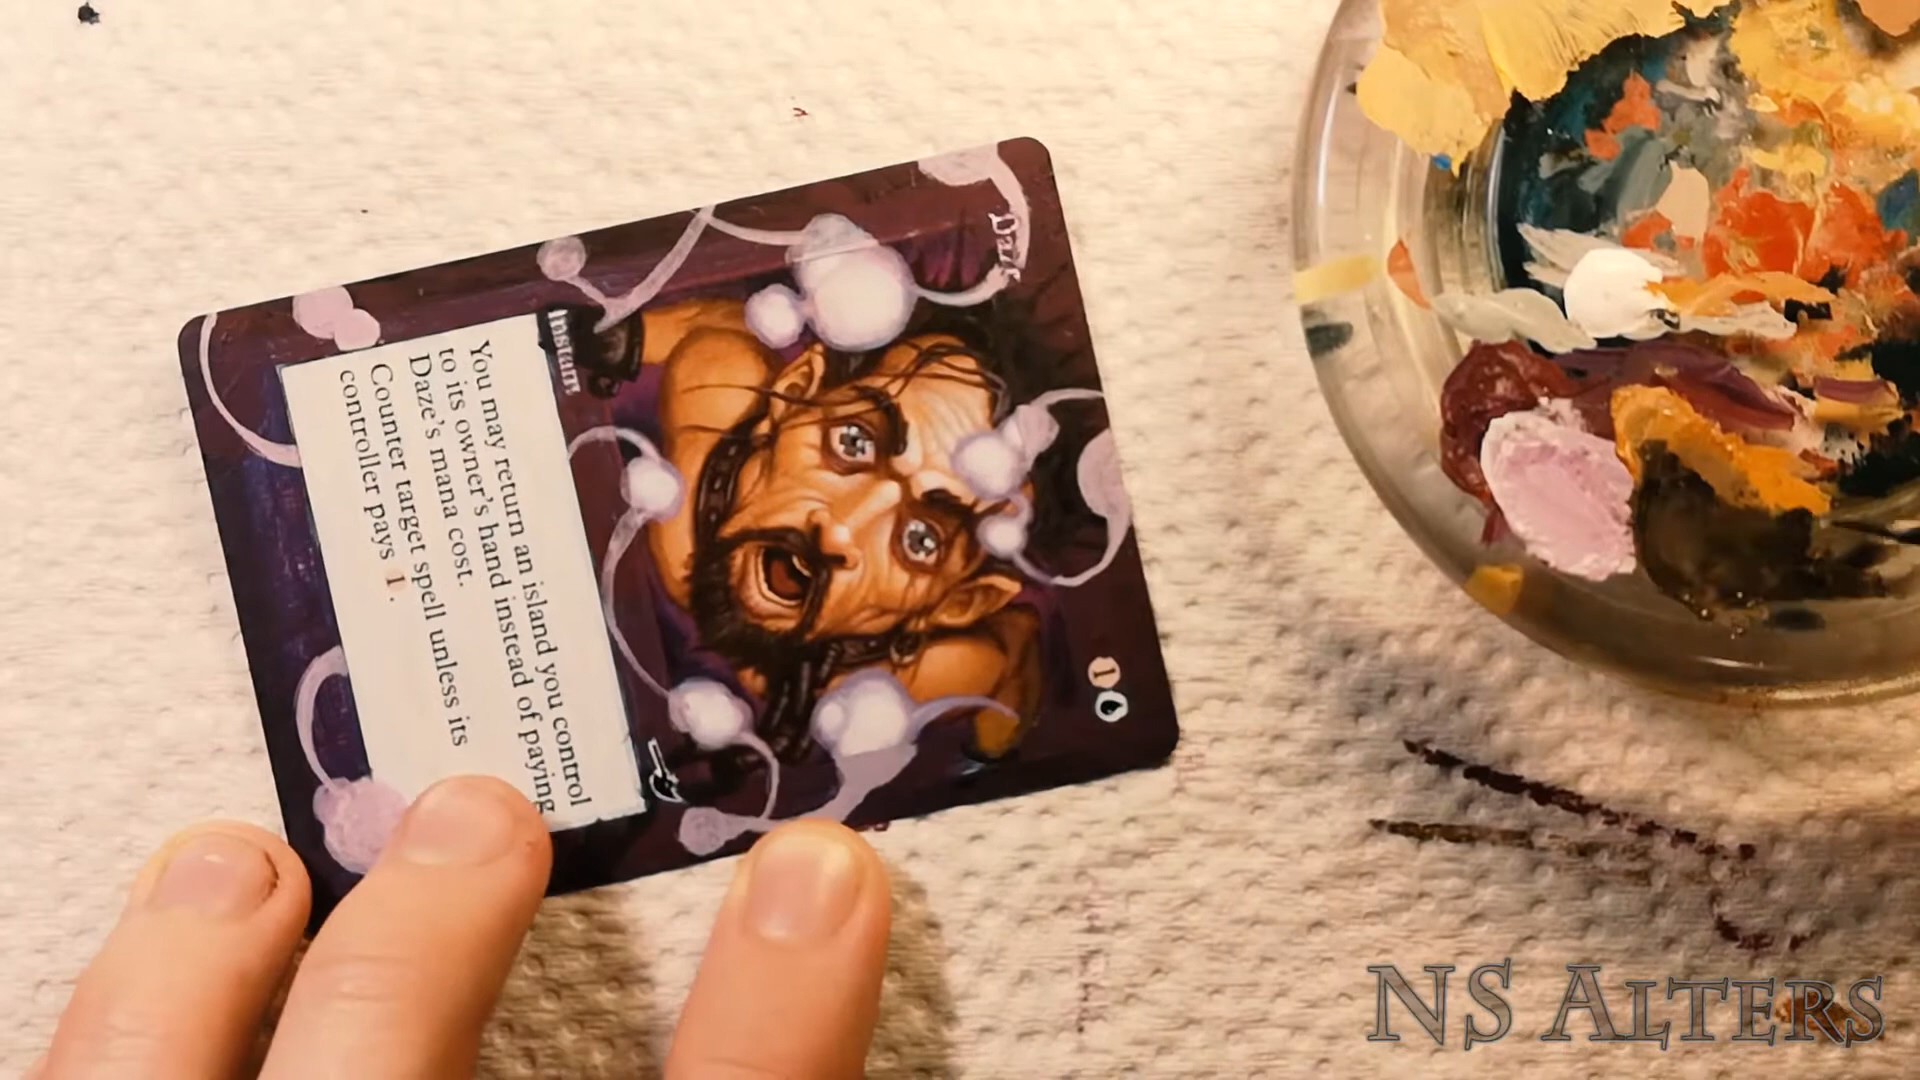 Daze
1
Instant
You may return an island you control
to its owner's hand instead of paying
Daze's mana cost.
Counter target spell unless its
controller pays 1.
NS ALTERS